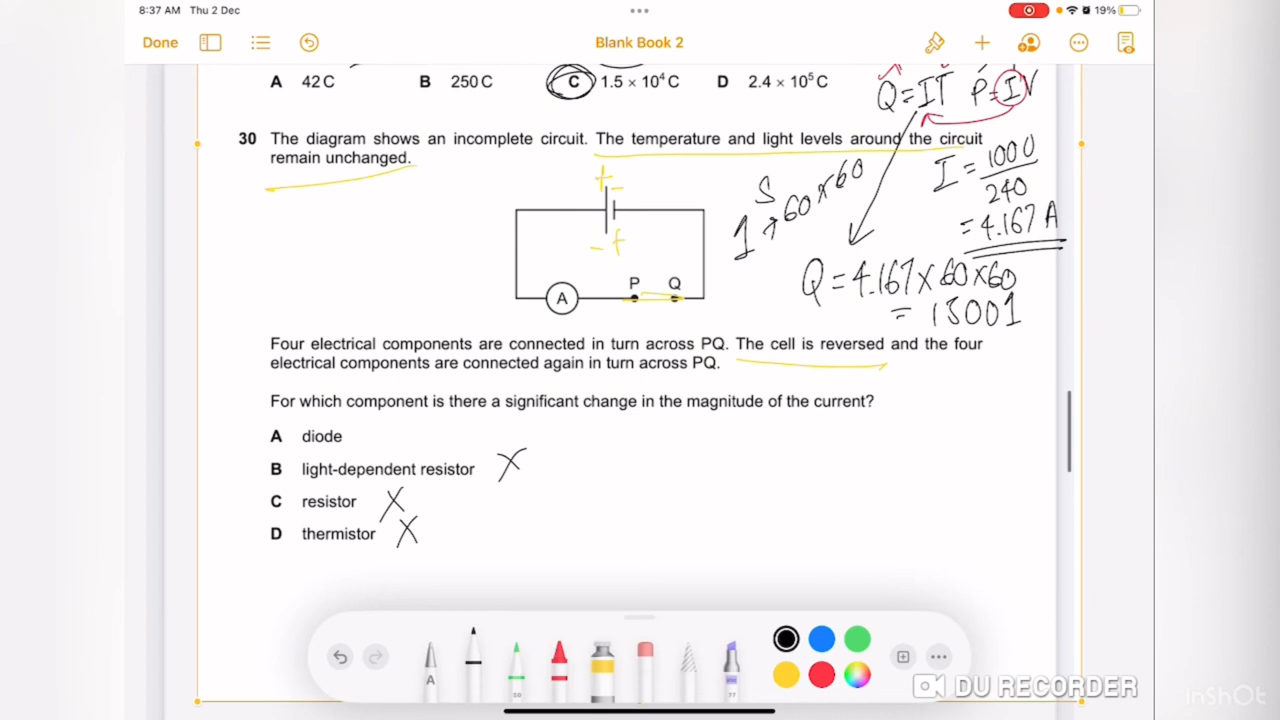 8:37 AM Thu 2 Dec
19%
Done
Blank Book 2
A 42 C B 250 C C 1.5 × 10⁴ C D 2.4 × 10⁵ C
Q = IT P = IV
30 The diagram shows an incomplete circuit. The temperature and light levels around the circuit
remain unchanged.
I = 1000
240
= 4.167 A
S
1 × 60 × 60
+ −
− +
P Q
A
Q = 4.167 × 60 × 60
= 15001
Four electrical components are connected in turn across PQ. The cell is reversed and the four
electrical components are connected again in turn across PQ.
For which component is there a significant change in the magnitude of the current?
A diode
B light-dependent resistor X
C resistor X
D thermistor X
A
50
77
DU RECORDER
InShOt